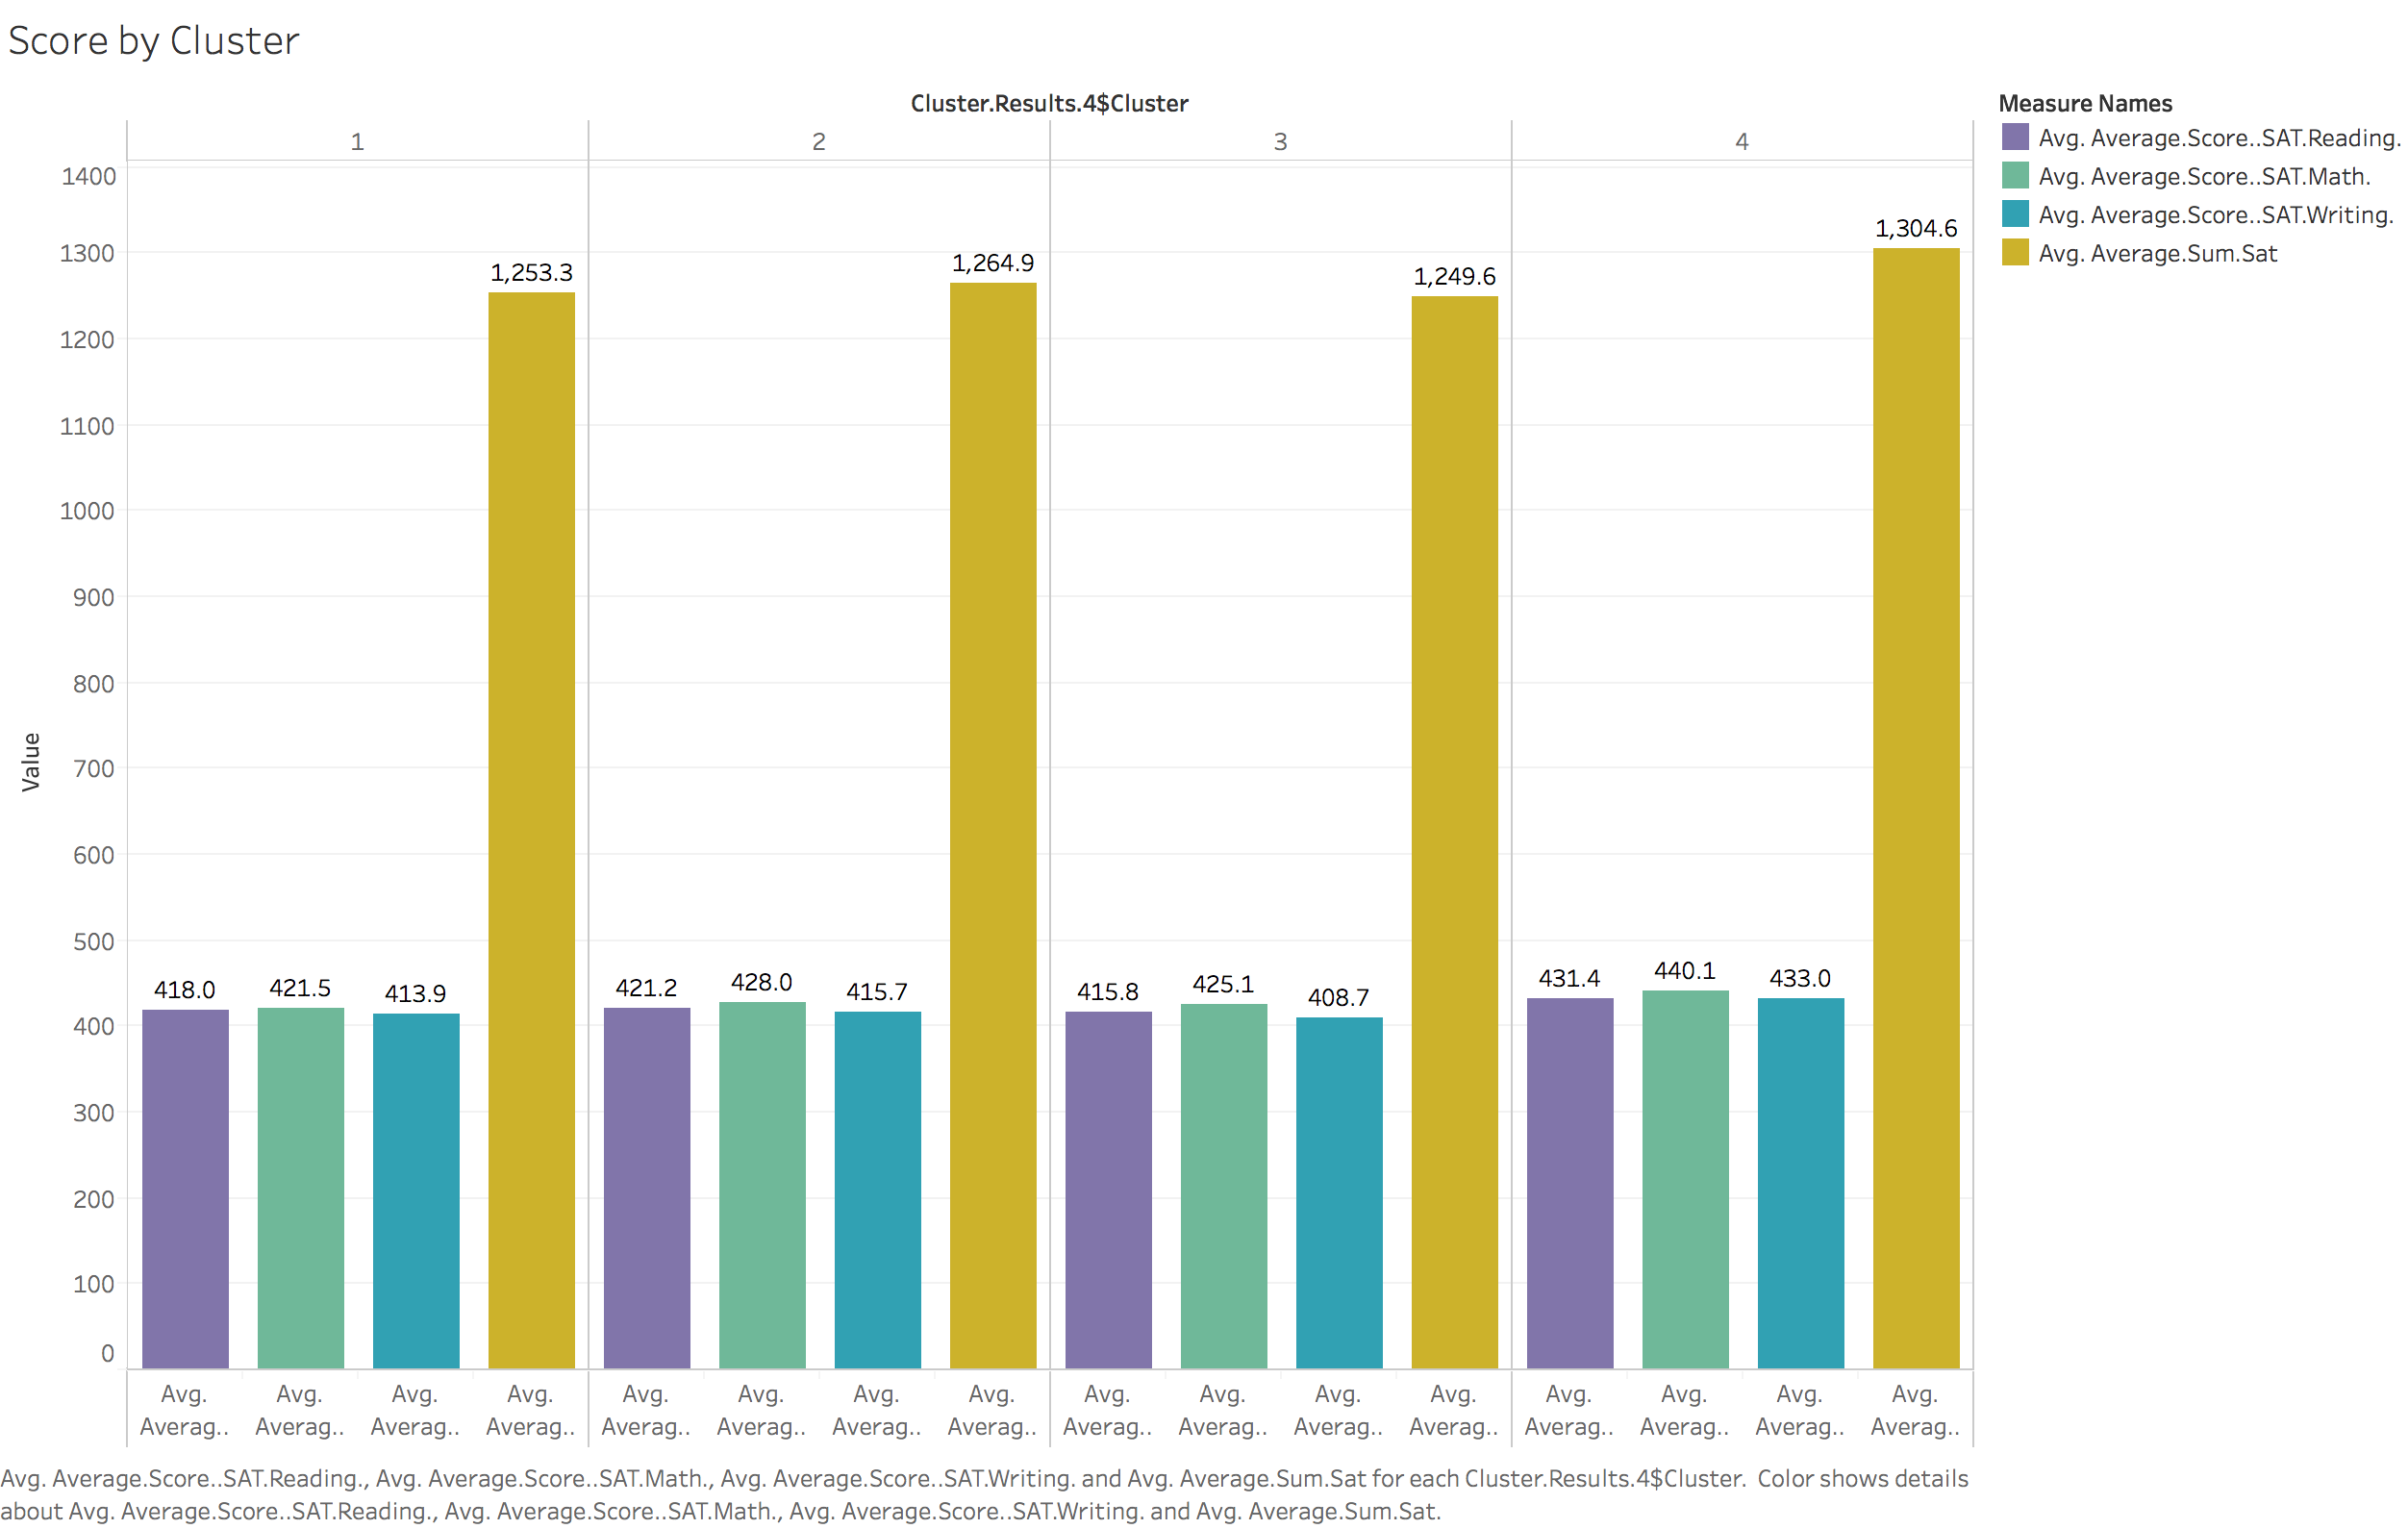 Score by Cluster
Cluster.Results.4$Cluster
1 2 3 4
Measure Names
Avg. Average.Score..SAT.Reading.
Avg. Average.Score..SAT.Math.
Avg. Average.Score..SAT.Writing.
Avg. Average.Sum.Sat
Value
1400
1300
1200
1100
1000
900
800
700
600
500
400
300
200
100
0
418.0 421.5 413.9 1,253.3
421.2 428.0 415.7 1,264.9
415.8 425.1 408.7 1,249.6
431.4 440.1 433.0 1,304.6
Avg. Avg. Avg. Avg. Avg. Avg. Avg. Avg. Avg. Avg. Avg. Avg. Avg. Avg. Avg. Avg.
Averag.. Averag.. Averag.. Averag.. Averag.. Averag.. Averag.. Averag.. Averag.. Averag.. Averag.. Averag.. Averag.. Averag.. Averag.. Averag..
Avg. Average.Score..SAT.Reading., Avg. Average.Score..SAT.Math., Avg. Average.Score..SAT.Writing. and Avg. Average.Sum.Sat for each Cluster.Results.4$Cluster.  Color shows details
about Avg. Average.Score..SAT.Reading., Avg. Average.Score..SAT.Math., Avg. Average.Score..SAT.Writing. and Avg. Average.Sum.Sat.